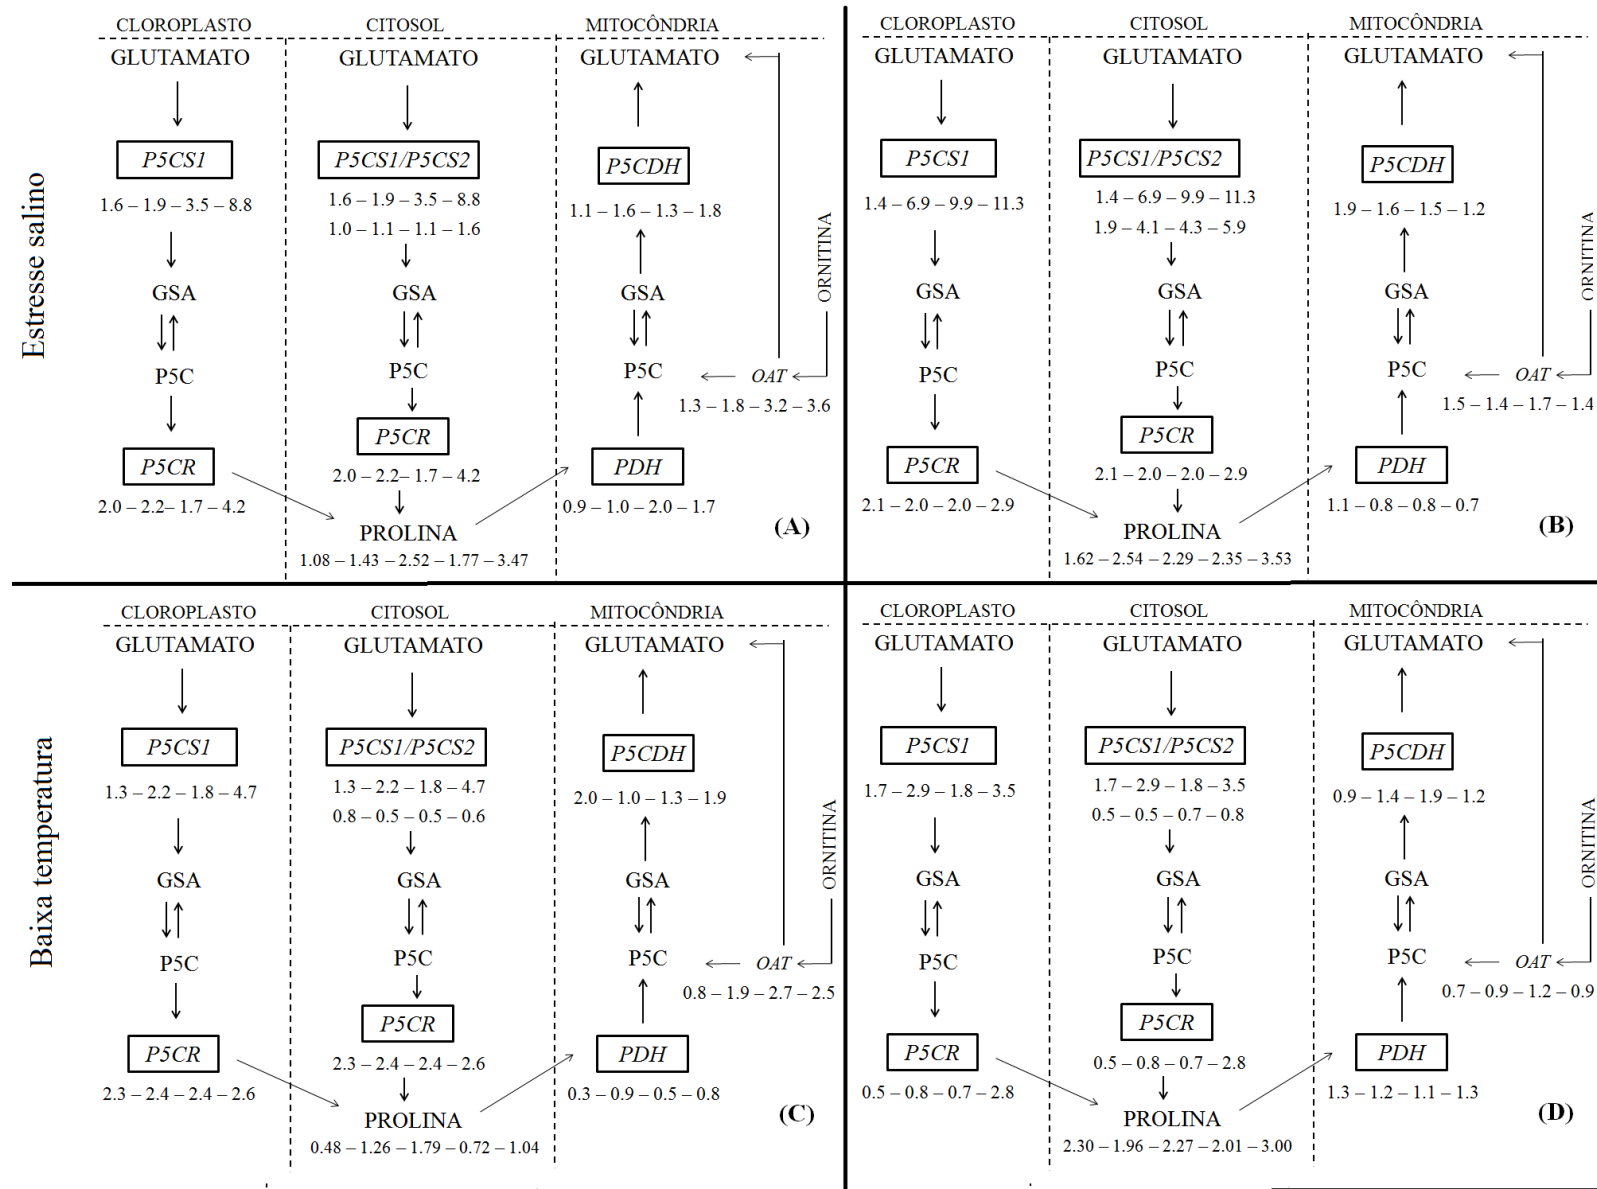 Estresse salino
CLOROPLASTO
CITOSOL
MITOCÔNDRIA
GLUTAMATO
GLUTAMATO
GLUTAMATO
P5CS1
P5CS1/P5CS2
P5CDH
1.6 – 1.9 – 3.5 – 8.8
1.6 – 1.9 – 3.5 – 8.8
1.0 – 1.1 – 1.1 – 1.6
1.1 – 1.6 – 1.3 – 1.8
ORNITINA
GSA
GSA
GSA
P5C
P5C
P5C
OAT
1.3 – 1.8 – 3.2 – 3.6
P5CR
P5CR
PDH
2.0 – 2.2– 1.7 – 4.2
2.0 – 2.2– 1.7 – 4.2
0.9 – 1.0 – 2.0 – 1.7
PROLINA
1.08 – 1.43 – 2.52 – 1.77 – 3.47
(A)
CLOROPLASTO
CITOSOL
MITOCÔNDRIA
GLUTAMATO
GLUTAMATO
GLUTAMATO
P5CS1
P5CS1/P5CS2
P5CDH
1.4 – 6.9 – 9.9 – 11.3
1.4 – 6.9 – 9.9 – 11.3
1.9 – 4.1 – 4.3 – 5.9
1.9 – 1.6 – 1.5 – 1.2
ORNITINA
GSA
GSA
GSA
P5C
P5C
P5C
OAT
1.5 – 1.4 – 1.7 – 1.4
P5CR
P5CR
PDH
2.1 – 2.0 – 2.0 – 2.9
2.1 – 2.0 – 2.0 – 2.9
1.1 – 0.8 – 0.8 – 0.7
PROLINA
1.62 – 2.54 – 2.29 – 2.35 – 3.53
(B)
Baixa temperatura
CLOROPLASTO
CITOSOL
MITOCÔNDRIA
GLUTAMATO
GLUTAMATO
GLUTAMATO
P5CS1
P5CS1/P5CS2
P5CDH
1.3 – 2.2 – 1.8 – 4.7
1.3 – 2.2 – 1.8 – 4.7
0.8 – 0.5 – 0.5 – 0.6
2.0 – 1.0 – 1.3 – 1.9
ORNITINA
GSA
GSA
GSA
P5C
P5C
P5C
OAT
0.8 – 1.9 – 2.7 – 2.5
P5CR
P5CR
PDH
2.3 – 2.4 – 2.4 – 2.6
2.3 – 2.4 – 2.4 – 2.6
0.3 – 0.9 – 0.5 – 0.8
PROLINA
0.48 – 1.26 – 1.79 – 0.72 – 1.04
(C)
CLOROPLASTO
CITOSOL
MITOCÔNDRIA
GLUTAMATO
GLUTAMATO
GLUTAMATO
P5CS1
P5CS1/P5CS2
P5CDH
1.7 – 2.9 – 1.8 – 3.5
1.7 – 2.9 – 1.8 – 3.5
0.5 – 0.5 – 0.7 – 0.8
0.9 – 1.4 – 1.9 – 1.2
ORNITINA
GSA
GSA
GSA
P5C
P5C
P5C
OAT
0.7 – 0.9 – 1.2 – 0.9
P5CR
P5CR
PDH
0.5 – 0.8 – 0.7 – 2.8
0.5 – 0.8 – 0.7 – 2.8
1.3 – 1.2 – 1.1 – 1.3
PROLINA
2.30 – 1.96 – 2.27 – 2.01 – 3.00
(D)